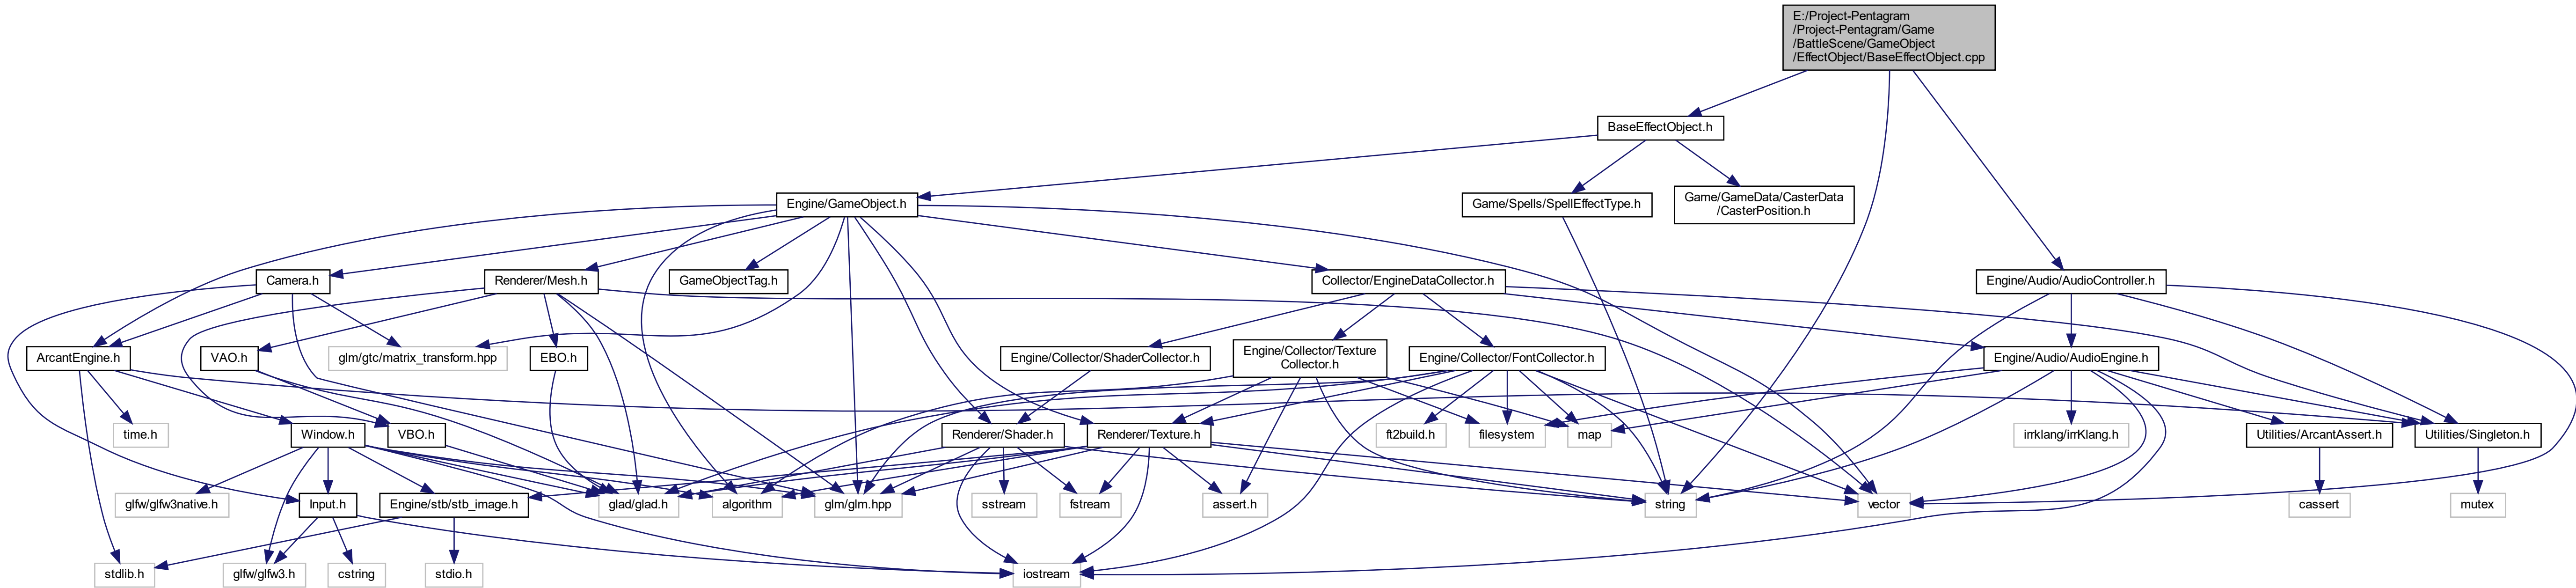 E:/Project-Pentagram
/Project-Pentagram/Game
/BattleScene/GameObject
/EffectObject/BaseEffectObject.cpp
BaseEffectObject.h
Engine/GameObject.h
Game/Spells/SpellEffectType.h
Game/GameData/CasterData
/CasterPosition.h
Camera.h
Renderer/Mesh.h
GameObjectTag.h
Collector/EngineDataCollector.h
Engine/Audio/AudioController.h
ArcantEngine.h
VAO.h
glm/gtc/matrix_transform.hpp
EBO.h
Engine/Collector/ShaderCollector.h
Engine/Collector/Texture
Collector.h
Engine/Collector/FontCollector.h
Engine/Audio/AudioEngine.h
time.h
Window.h
VBO.h
Renderer/Shader.h
Renderer/Texture.h
ft2build.h
filesystem
map
irrklang/irrKlang.h
Utilities/ArcantAssert.h
Utilities/Singleton.h
glfw/glfw3native.h
Input.h
Engine/stb/stb_image.h
glad/glad.h
algorithm
glm/glm.hpp
sstream
fstream
assert.h
string
vector
cassert
mutex
stdlib.h
glfw/glfw3.h
cstring
stdio.h
iostream